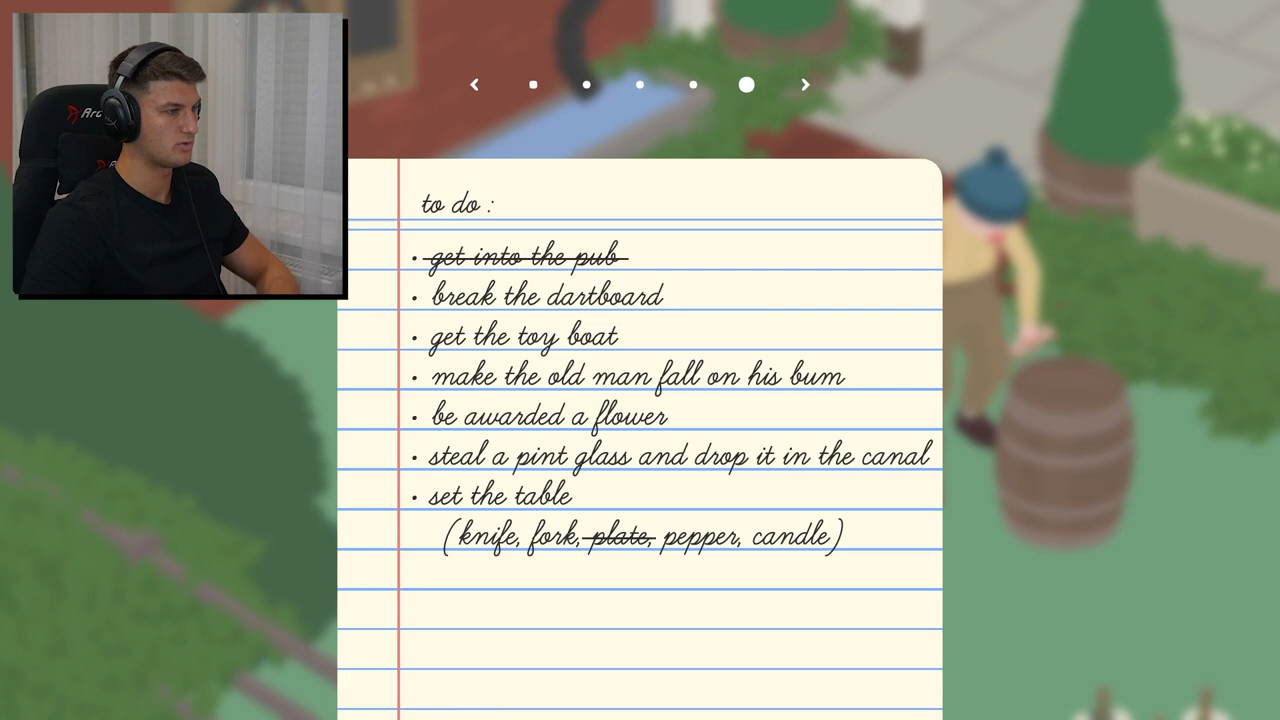 to do :
• get into the pub
• break the dartboard
• get the toy boat
• make the old man fall on his bum
• be awarded a flower
• steal a pint glass and drop it in the canal
• set the table
(knife, fork, plate, pepper, candle)